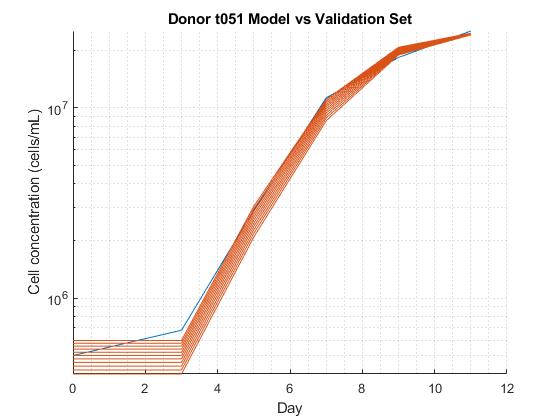 Donor t051 Model vs Validation Set
Cell concentration (cells/mL)
10^7
10^6
0 2 4 6 8 10 12
Day